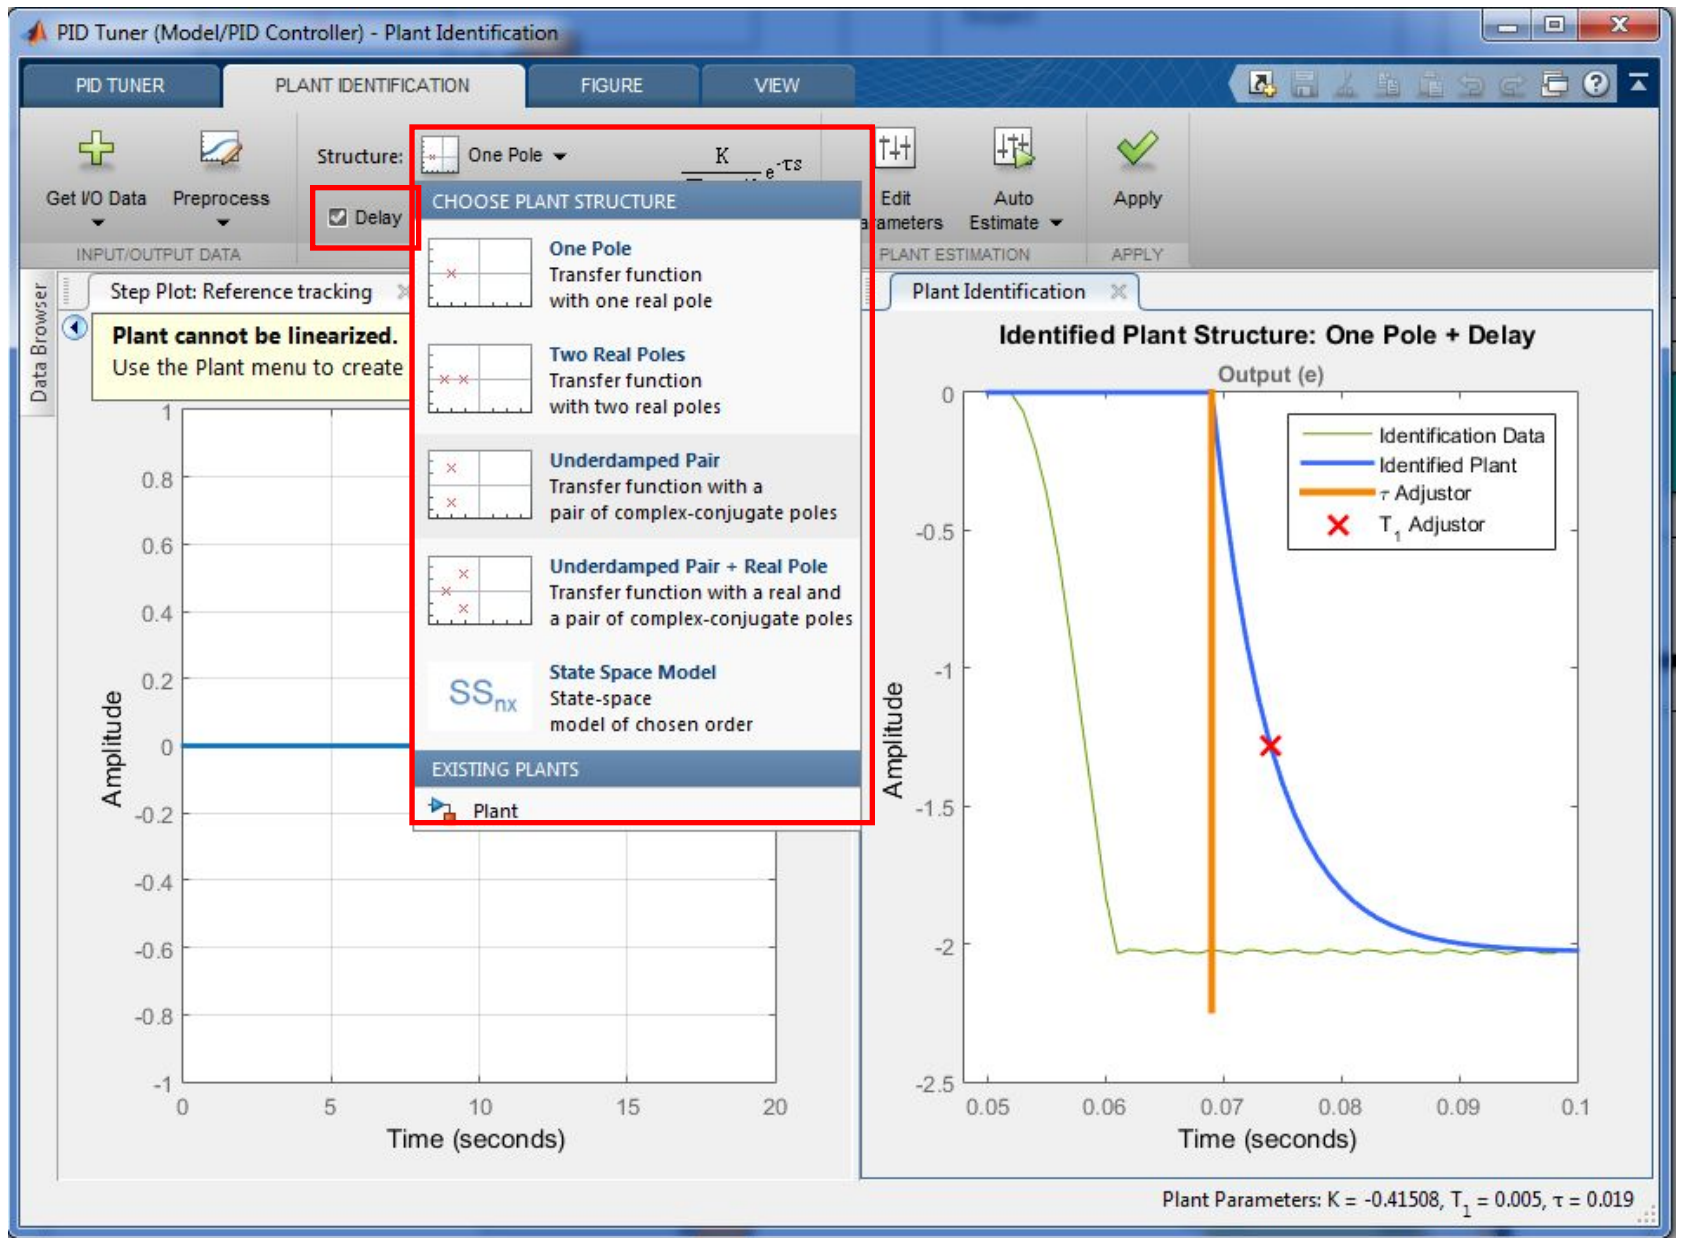 PID Tuner (Model/PID Controller) - Plant Identification
PID TUNER
PLANT IDENTIFICATION
FIGURE
VIEW
Get I/O Data
Preprocess
INPUT/OUTPUT DATA
Structure:
One Pole
Delay
K
e-τs
Edit
Auto
Estimate
PLANT ESTIMATION
Apply
APPLY
CHOOSE PLANT STRUCTURE
One Pole
Transfer function
with one real pole
Two Real Poles
Transfer function
with two real poles
Underdamped Pair
Transfer function with a
pair of complex-conjugate poles
Underdamped Pair + Real Pole
Transfer function with a real and
a pair of complex-conjugate poles
SSnx
State Space Model
State-space
model of chosen order
EXISTING PLANTS
Plant
Data Browser
Step Plot: Reference tracking
Plant cannot be linearized.
Use the Plant menu to create
1
0.8
0.6
0.4
0.2
0
-0.2
-0.4
-0.6
-0.8
-1
Amplitude
0 5 10 15 20
Time (seconds)
Plant Identification
Identified Plant Structure: One Pole + Delay
Output (e)
Identification Data
Identified Plant
τ Adjustor
T1 Adjustor
0
-0.5
-1
-1.5
-2
-2.5
Amplitude
0.05 0.06 0.07 0.08 0.09 0.1
Time (seconds)
Plant Parameters: K = -0.41508, T1 = 0.005, τ = 0.019